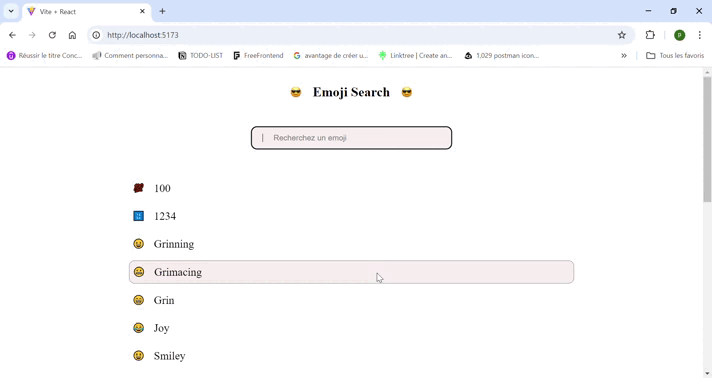 Vite + React
http://localhost:5173
Réussir le titre Conc...
Comment personna...
TODO-LIST
FreeFrontend
avantage de créer u...
Linktree | Create an...
1,029 postman icon...
Tous les favoris
P
Emoji Search
Recherchez un emoji
100
1234
Grinning
Grimacing
Grin
Joy
Smiley